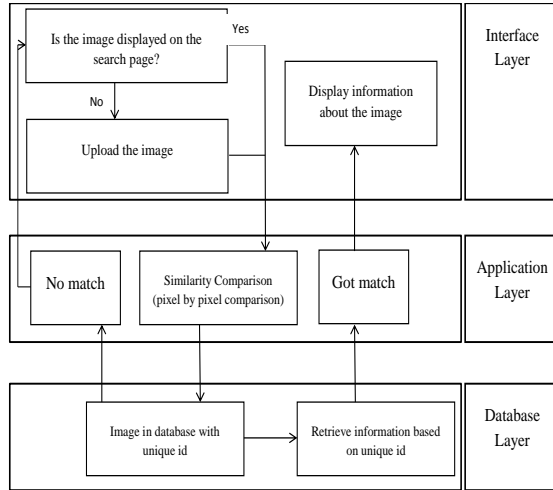 Is the image displayed on the
search page?
Yes
No
Upload the image
Display information
about the image
Interface
Layer
No match
Similarity Comparison
(pixel by pixel comparison)
Got match
Application
Layer
Image in database with
unique id
Retrieve information based
on unique id
Database
Layer